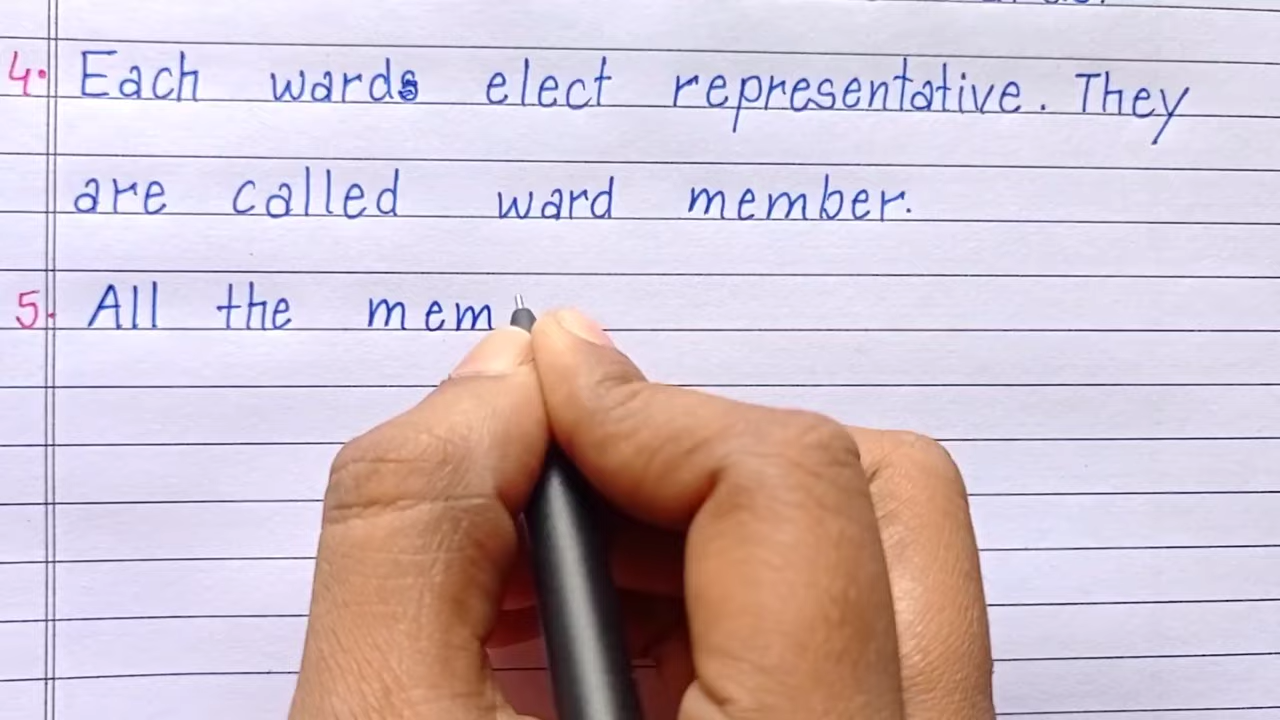 4. Each wards elect representative. They
are called ward member.
5. All the mem